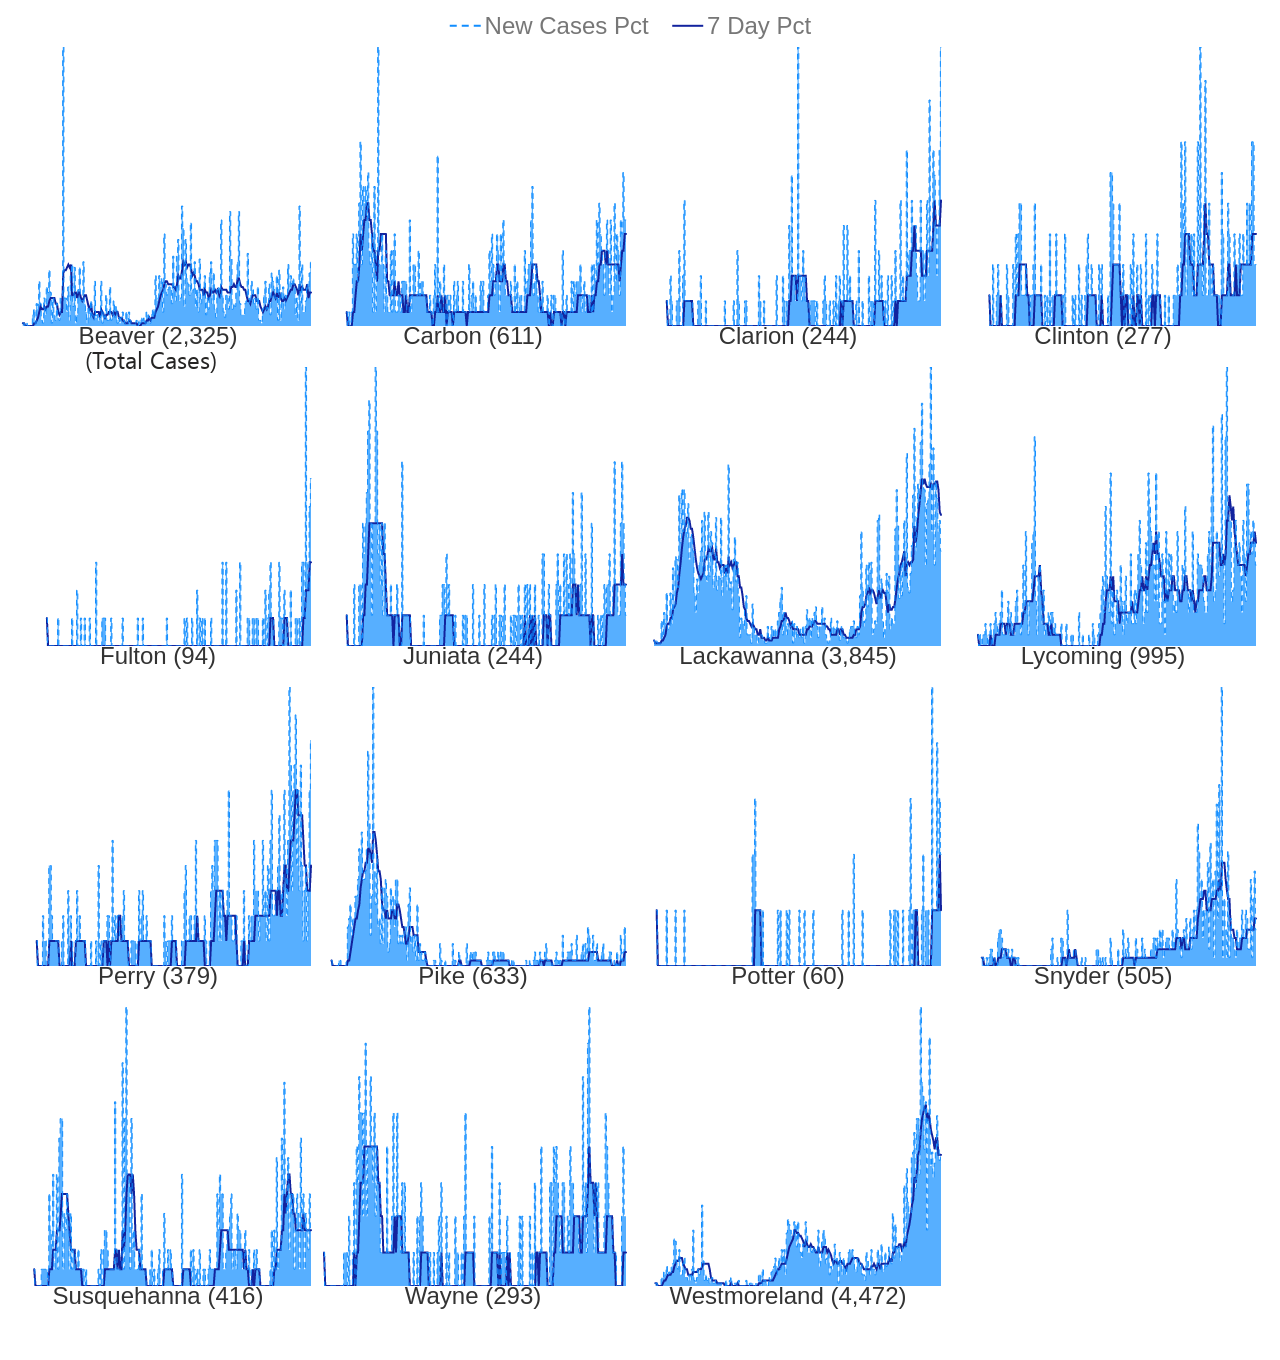 New Cases Pct 7 Day Pct
Beaver (2,325) Carbon (611) Clarion (244) Clinton (277)
(Total Cases)
Fulton (94) Juniata (244) Lackawanna (3,845) Lycoming (995)
Perry (379) Pike (633) Potter (60) Snyder (505)
Susquehanna (416) Wayne (293) Westmoreland (4,472)